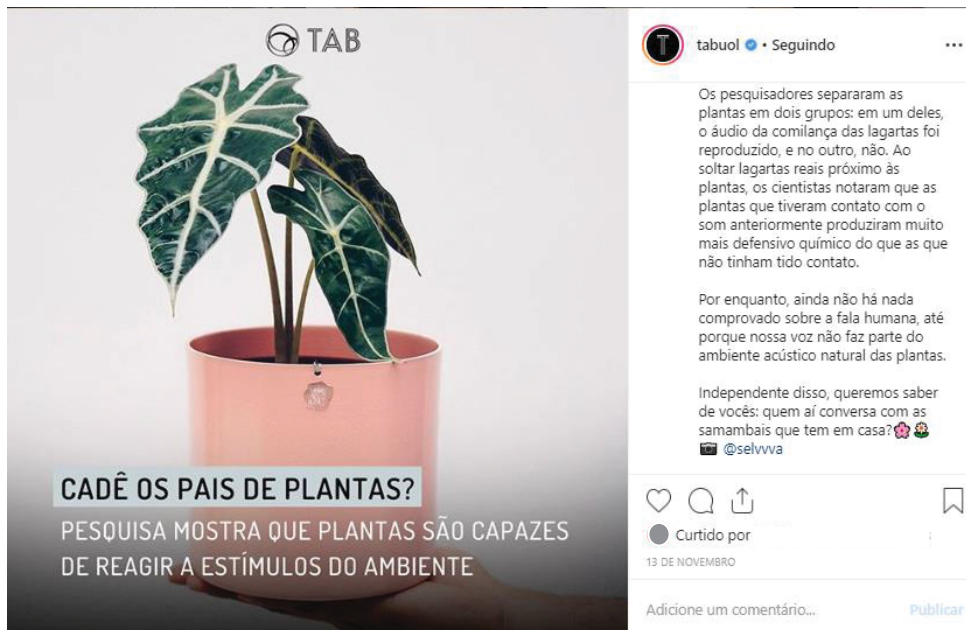 TAB
CADÊ OS PAIS DE PLANTAS?
PESQUISA MOSTRA QUE PLANTAS SÃO CAPAZES
DE REAGIR A ESTÍMULOS DO AMBIENTE
tabuol • Seguindo
Os pesquisadores separaram as
plantas em dois grupos: em um deles,
o áudio da comilança das lagartas foi
reproduzido, e no outro, não. Ao
soltar lagartas reais próximo às
plantas, os cientistas notaram que as
plantas que tiveram contato com o
som anteriormente produziram muito
mais defensivo químico do que as que
não tinham tido contato.
Por enquanto, ainda não há nada
comprovado sobre a fala humana, até
porque nossa voz não faz parte do
ambiente acústico natural das plantas.
Independente disso, queremos saber
de vocês: quem aí conversa com as
samambais que tem em casa?🌸🌼
📷 @selvvva
Curtido por
13 DE NOVEMBRO
Adicione um comentário...
Publicar